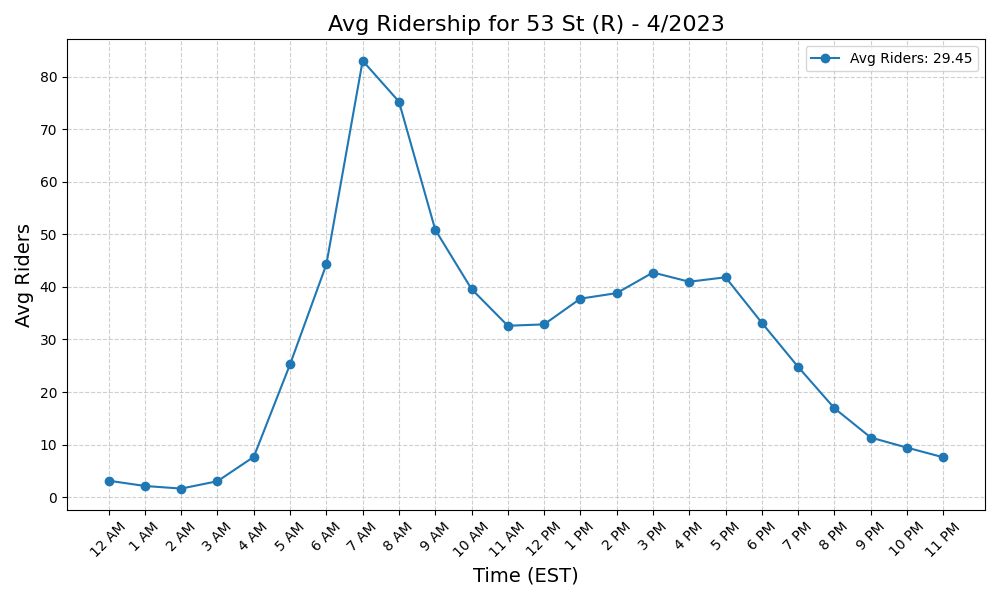 Avg Ridership for 53 St (R) - 4/2023
Avg Riders: 29.45
Avg Riders
80
70
60
50
40
30
20
10
0
12 AM
1 AM
2 AM
3 AM
4 AM
5 AM
6 AM
7 AM
8 AM
9 AM
10 AM
11 AM
12 PM
1 PM
2 PM
3 PM
4 PM
5 PM
6 PM
7 PM
8 PM
9 PM
10 PM
11 PM
Time (EST)